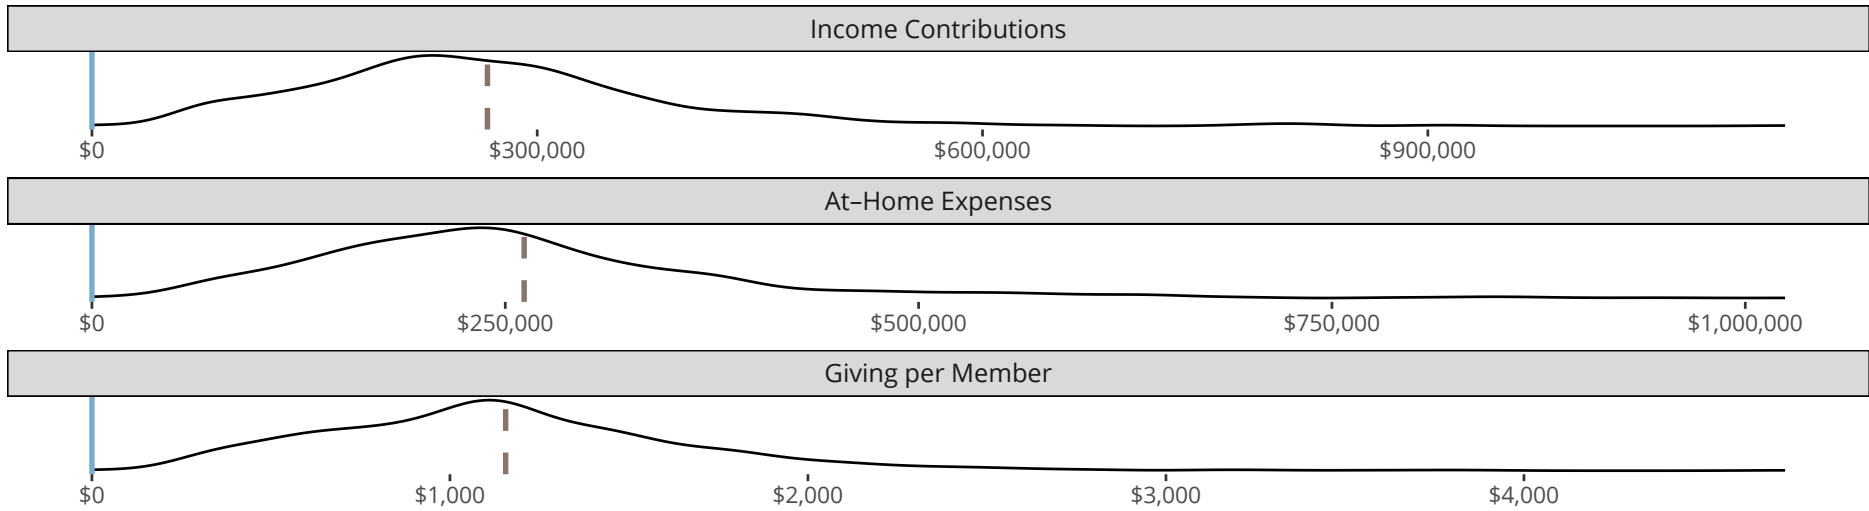 Income Contributions
$0 $300,000 $600,000 $900,000
At–Home Expenses
$0 $250,000 $500,000 $750,000 $1,000,000
Giving per Member
$0 $1,000 $2,000 $3,000 $4,000